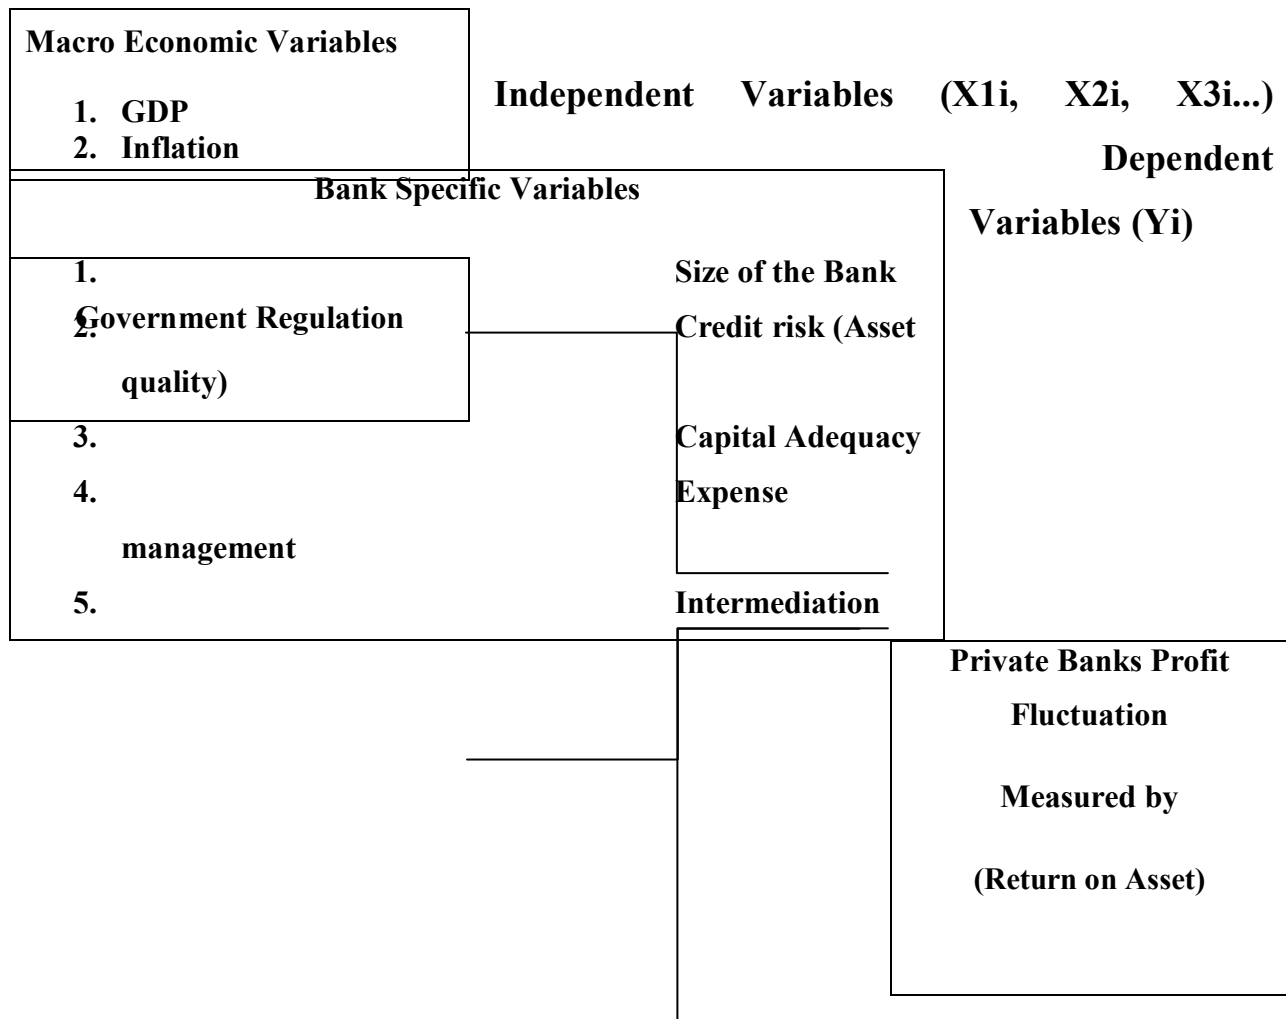 Macro Economic Variables
1. GDP
2. Inflation
Independent Variables (X1i, X2i, X3i...)
Dependent
Variables (Yi)
Bank Specific Variables
1. Size of the Bank
Government Regulation
2. Credit risk (Asset
quality)
3. Capital Adequacy
4. Expense
management
5. Intermediation
Private Banks Profit
Fluctuation
Measured by
(Return on Asset)